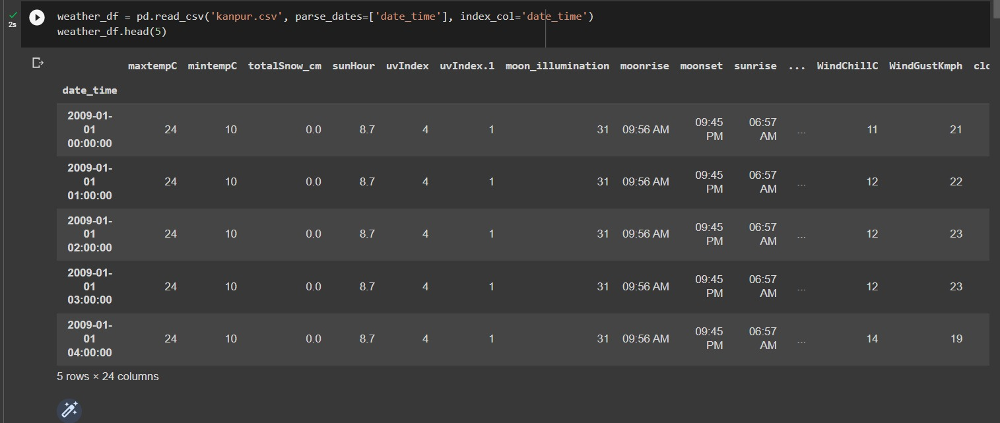 weather_df = pd.read_csv('kanpur.csv', parse_dates=['date_time'], index_col='date_time')
2s
weather_df.head(5)
maxtempC mintempC totalSnow_cm sunHour uvIndex uvIndex.1 moon_illumination moonrise moonset sunrise ... WindChillC WindGustKmph clo
date_time
2009-01-01 00:00:00 24 10 0.0 8.7 4 1 31 09:56 AM 09:45 PM 06:57 AM ... 11 21
2009-01-01 01:00:00 24 10 0.0 8.7 4 1 31 09:56 AM 09:45 PM 06:57 AM ... 12 22
2009-01-01 02:00:00 24 10 0.0 8.7 4 1 31 09:56 AM 09:45 PM 06:57 AM ... 12 23
2009-01-01 03:00:00 24 10 0.0 8.7 4 1 31 09:56 AM 09:45 PM 06:57 AM ... 12 23
2009-01-01 04:00:00 24 10 0.0 8.7 4 1 31 09:56 AM 09:45 PM 06:57 AM ... 14 19
5 rows × 24 columns